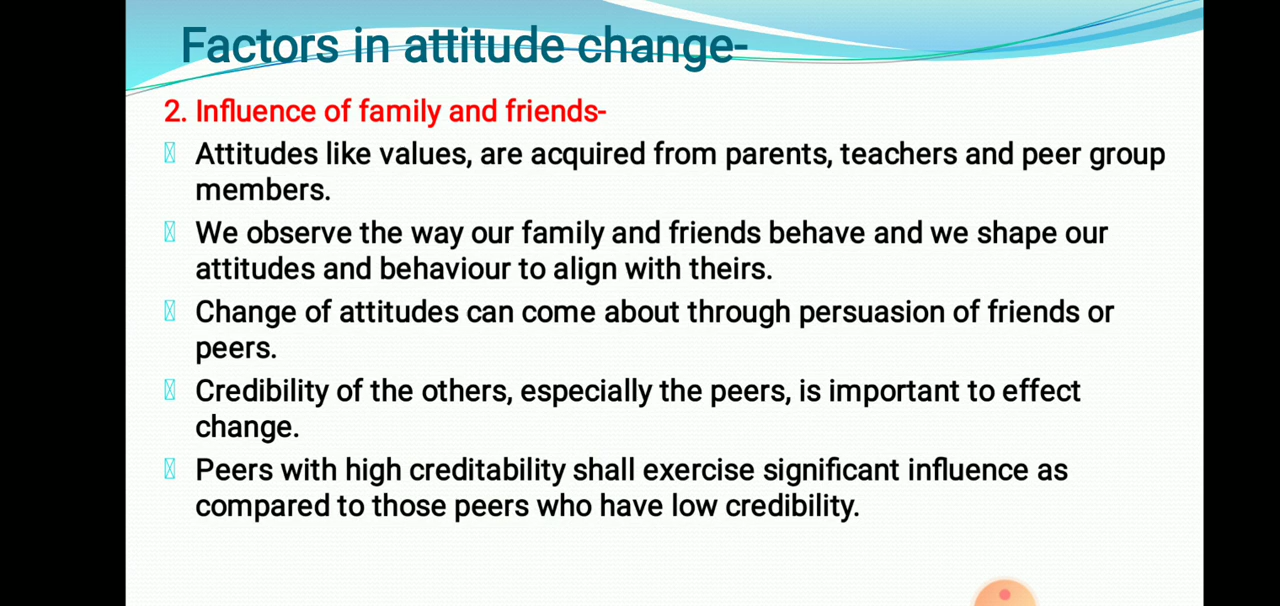 Factors in attitude change-
2. Influence of family and friends-
Attitudes like values, are acquired from parents, teachers and peer group
members.
We observe the way our family and friends behave and we shape our
attitudes and behaviour to align with theirs.
Change of attitudes can come about through persuasion of friends or
peers.
Credibility of the others, especially the peers, is important to effect
change.
Peers with high creditability shall exercise significant influence as
compared to those peers who have low credibility.